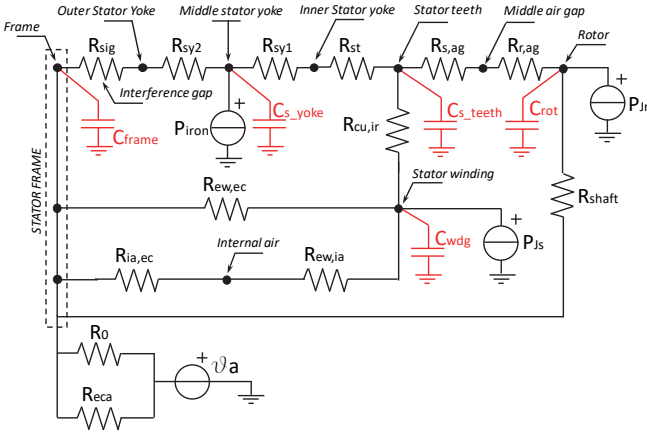 Outer Stator Yoke
Middle stator yoke
Inner Stator yoke
Stator teeth
Middle air gap
Frame
Rotor
Rsig
Rsy2
Rsy1
Rst
Rs,ag
Rr,ag
Interference gap
Cframe
Piron
Cs_yoke
Rcu,ir
Cs_teeth
Crot
PJr
STATOR FRAME
Rew,ec
Stator winding
Rshaft
Cwdg
PJs
Internal air
Ria,ec
Rew,ia
R0
ϑa
Reca
+
+
+
+